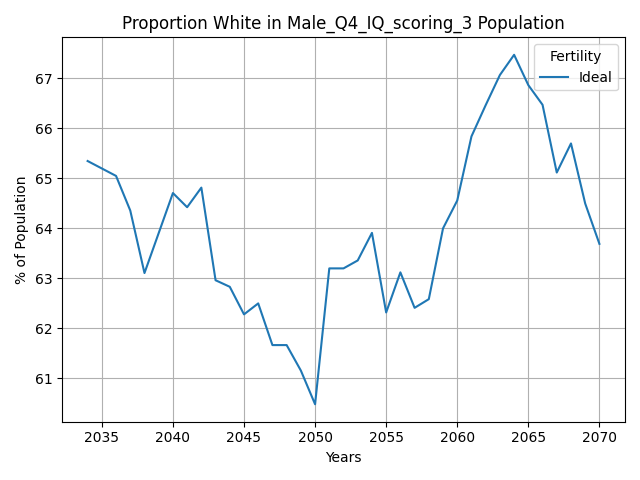 Proportion White in Male_Q4_IQ_scoring_3 Population
Fertility
Ideal
% of Population
67
66
65
64
63
62
61
2035 2040 2045 2050 2055 2060 2065 2070
Years